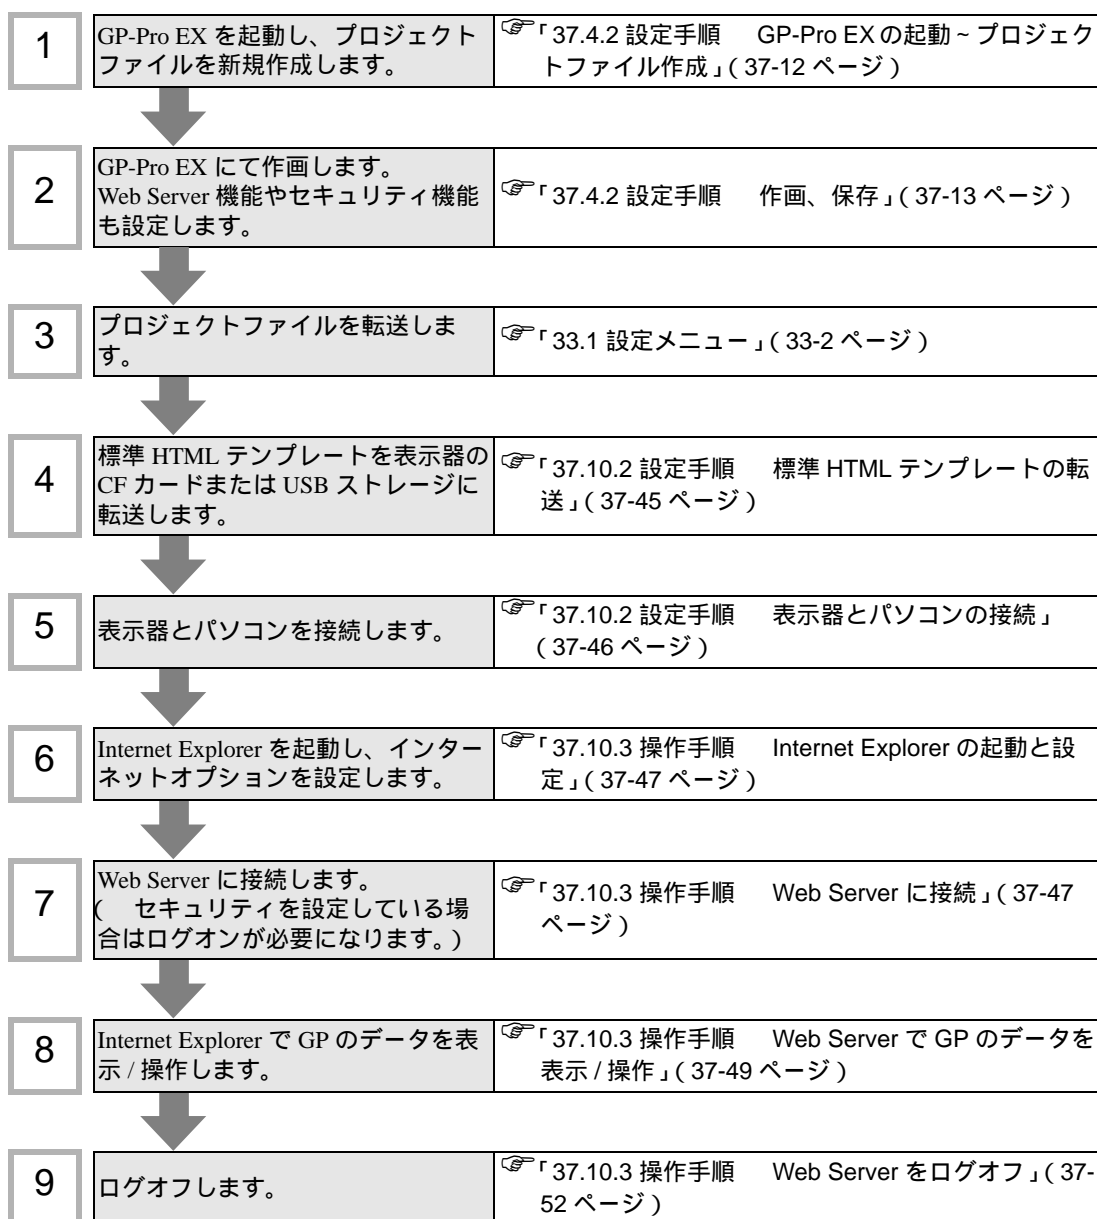 1
GP-Pro EX を起動し、プロジェクト
ファイルを新規作成します。
☞「37.4.2 設定手順 GP-Pro EXの起動 ~ プロジェク
トファイル作成」( 37-12 ページ )
2
GP-Pro EX にて作画します。
Web Server 機能やセキュリティ機能
も設定します。
☞「37.4.2 設定手順 作画、保存」( 37-13 ページ )
3
プロジェクトファイルを転送しま
す。
☞「33.1 設定メニュー」( 33-2 ページ )
4
標準 HTML テンプレートを表示器の
CF カードまたは USB ストレージに
転送します。
☞「37.10.2 設定手順 標準 HTML テンプレートの転
送」( 37-45 ページ )
5
表示器とパソコンを接続します。
☞「37.10.2 設定手順 表示器とパソコンの接続」
( 37-46 ページ )
6
Internet Explorer を起動し、インター
ネットオプションを設定します。
☞「37.10.3 操作手順 Internet Explorer の起動と設
定」( 37-47 ページ )
7
Web Server に接続します。
( セキュリティを設定している場
合はログオンが必要になります。)
☞「37.10.3 操作手順 Web Server に接続」( 37-47
ページ )
8
Internet Explorer で GP のデータを表
示 / 操作します。
☞「37.10.3 操作手順 Web Server で GP のデータを
表示 / 操作」( 37-49 ページ )
9
ログオフします。
☞「37.10.3 操作手順 Web Server をログオフ」( 37-
52 ページ )